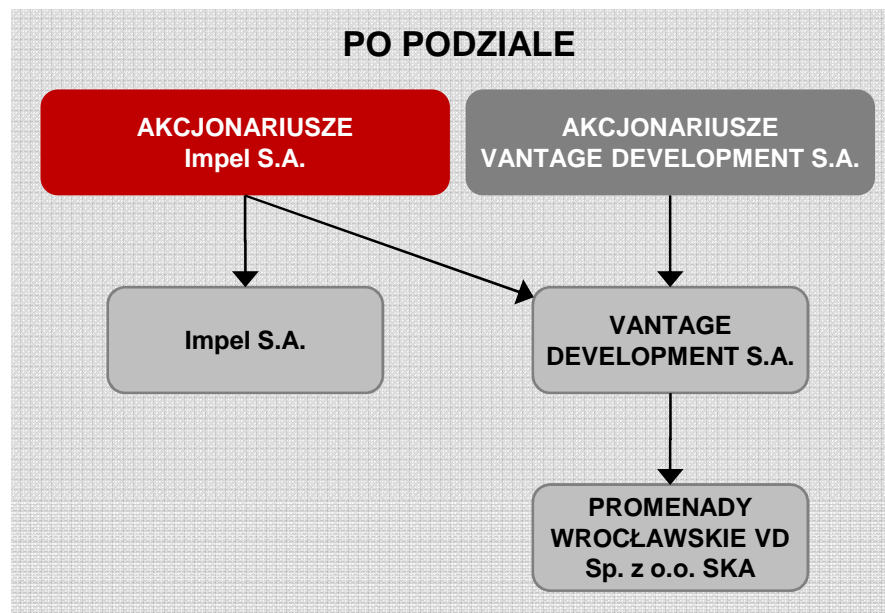 PO PODZIALE
AKCJONARIUSZE
Impel S.A.
AKCJONARIUSZE
VANTAGE DEVELOPMENT S.A.
Impel S.A.
VANTAGE
DEVELOPMENT S.A.
PROMENADY
WROCŁAWSKIE VD
Sp. z o.o. SKA